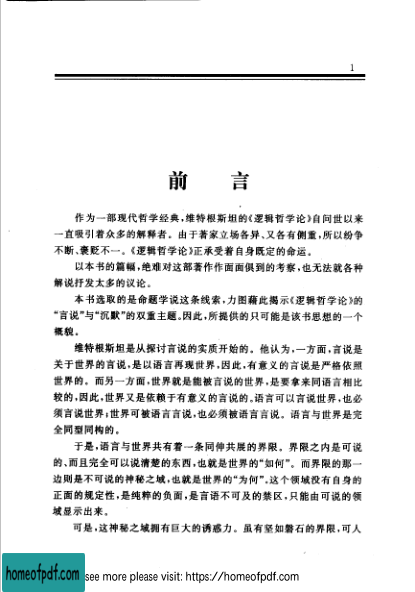 1
前 言
作为一部现代哲学经典，维特根斯坦的《逻辑哲学论》自问世以来
一直吸引着众多的解释者。由于著家立场各异、又各有侧重，所以纷争
不断、褒贬不一。《逻辑哲学论》正承受着自身既定的命运。
以本书的篇幅，绝难对这部著作作面面俱到的考察，也无法就各种
解说抒发太多的议论。
本书选取的是命题学说这条线索，力图藉此揭示《逻辑哲学论》的
“言说”与“沉默”的双重主题。因此，所提供的只可能是该书思想的一个
概貌。
维特根斯坦是从探讨言说的实质开始的。他认为，一方面，言说是
关于世界的言说，是以语言再现世界，因此，有意义的言说是严格依照
世界的。而另一方面，世界就是能被言说的世界，是要拿来同语言相比
较的，因此，世界又是依赖于有意义的言说的。语言可以言说世界，也必
须言说世界；世界可被语言言说，也必须被语言言说。语言与世界是完
全同型同构的。
于是，语言与世界共有着一条同伸共展的界限。界限之内是可说
的、而且完全可以说清楚的东西，也就是世界的“如何”。而界限的那一
边则是不可说的神秘之域，也就是世界的“为何”。这个领域没有自身的
正面的规定性，是纯粹的负面，是言语不可及的禁区，只能由可说的领
域显示出来。
可是，这神秘之域拥有巨大的诱惑力。虽有坚如磐石的界限，可人
homeofpdf.com
see more please visit: https://homeofpdf.com